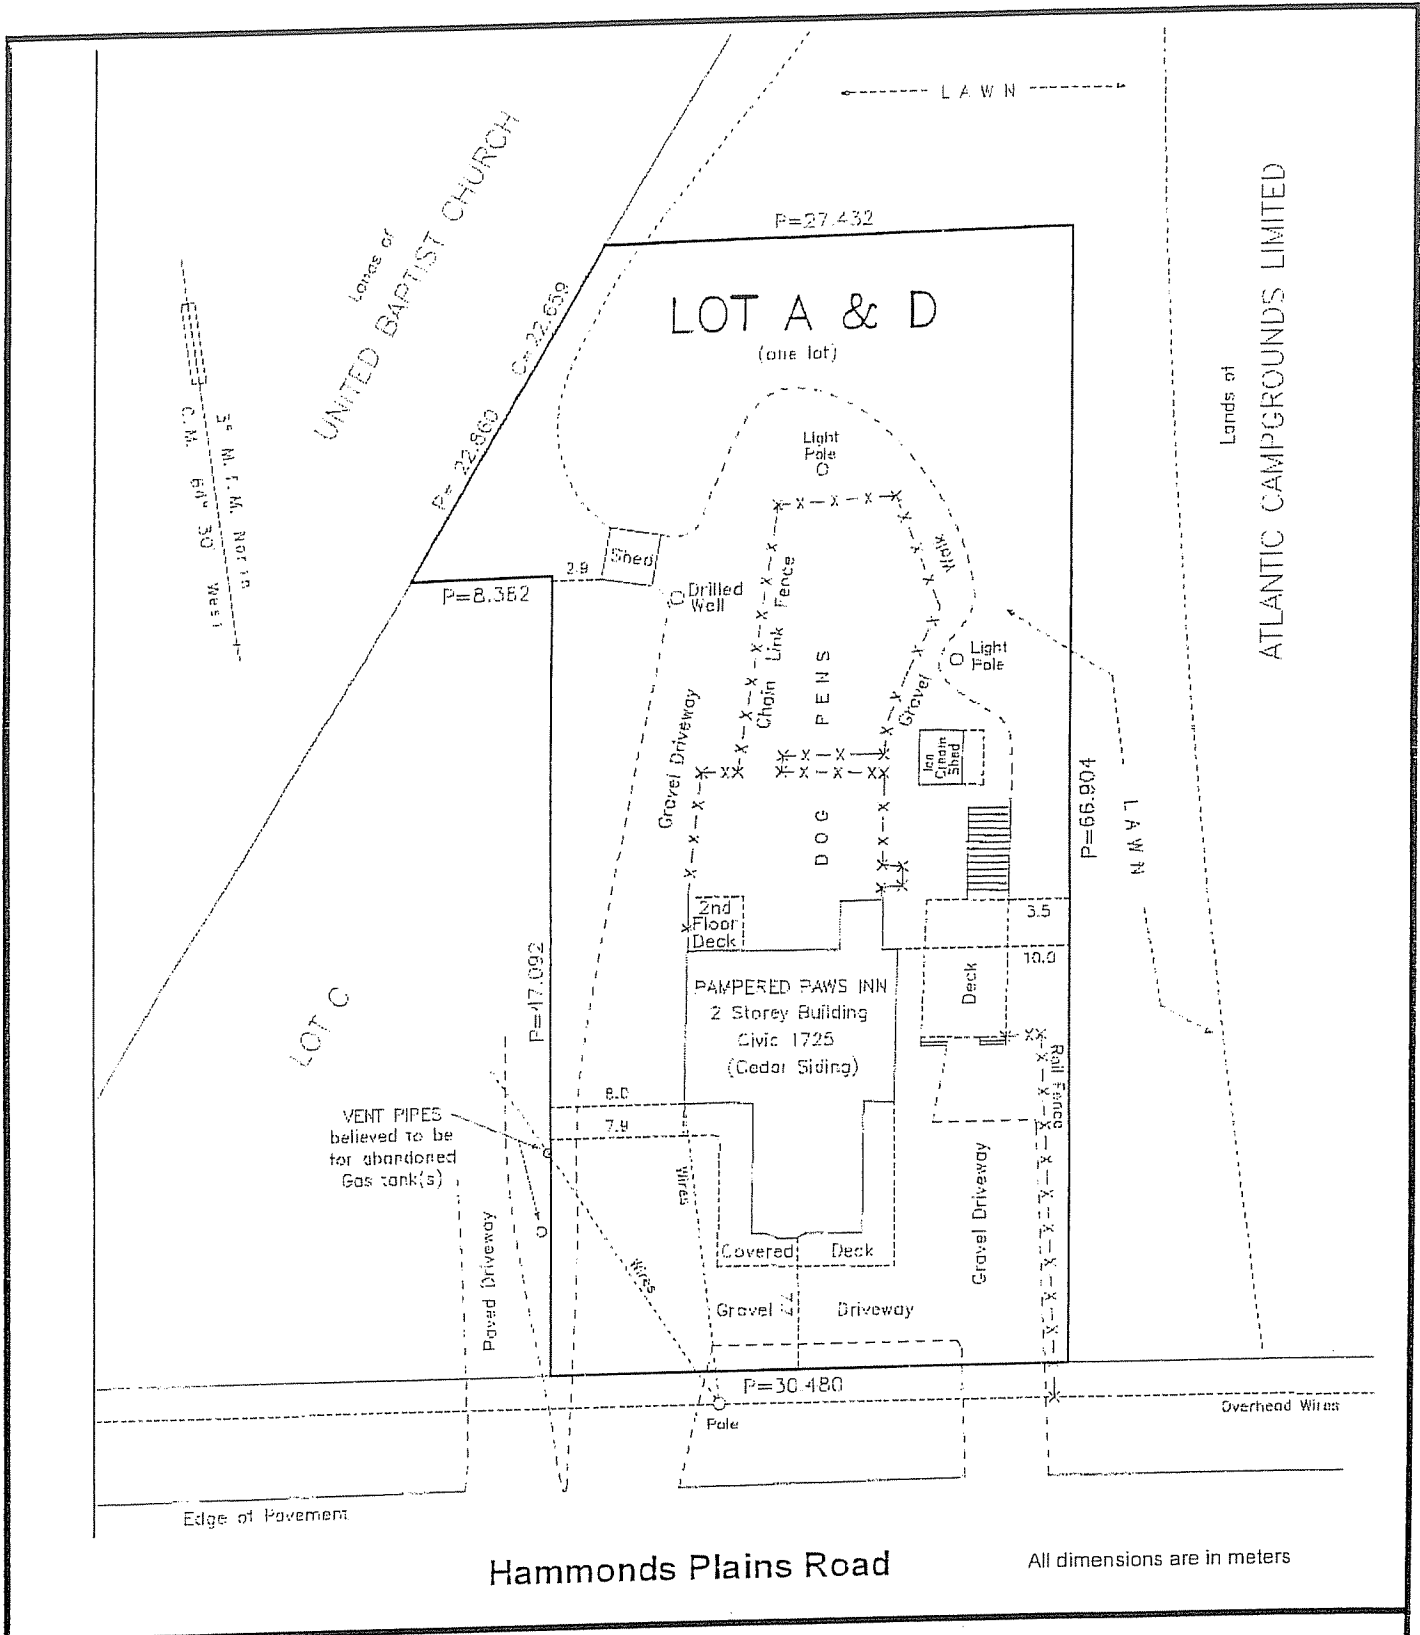 LAWN
Lands of
UNITED BAPTIST CHURCH
P=27.432
LOT A & D
(one lot)
C=22.659
P= 22.860
3° M.T.M. North
C.M. 64° 30' West
Lands of
ATLANTIC CAMPGROUNDS LIMITED
Light
Pole
Walk
Shed
2.9
P=8.382
Drilled
Well
Chain Link Fence
DOG PENS
Light
Pole
Gravel
Gravel Driveway
Ice
Cream
Shed
P=66.904
LAWN
2nd
Floor
Deck
3.5
10.0
P=47.092
PAMPERED PAWS INN
2 Storey Building
Civic 1725
(Cedar Siding)
Deck
LOT C
Rail Fence
8.0
7.9
VENT PIPES
believed to be
for abandoned
Gas tank(s)
Wires
Paved Driveway
Wires
Covered Deck
Gravel Driveway
Gravel 7.7 Driveway
P=30.480
Pole
Overhead Wires
Edge of Pavement
Hammonds Plains Road
All dimensions are in meters